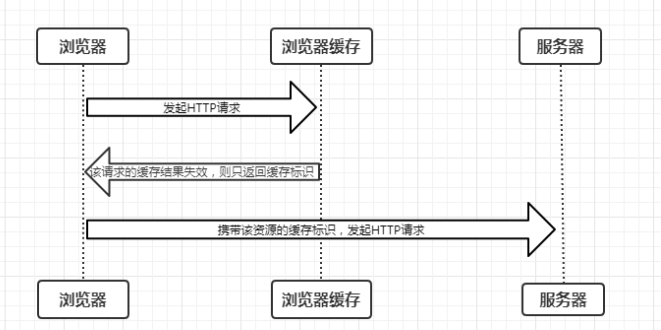 浏览器
浏览器缓存
服务器
发起HTTP请求
该请求的缓存结果失效，则只返回缓存标识
携带该资源的缓存标识，发起HTTP请求
浏览器
浏览器缓存
服务器